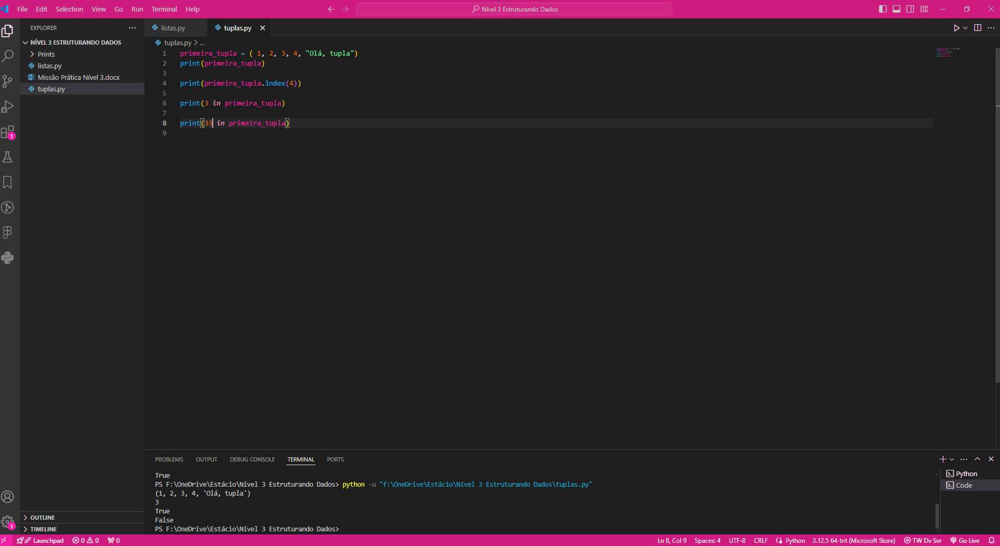 File Edit Selection View Go Run Terminal Help
Nível 3 Estruturando Dados
EXPLORER
NÍVEL 3 ESTRUTURANDO DADOS
Prints
listas.py
Missão Prática Nível 3.docx
tuplas.py
1
OUTLINE
TIMELINE
1
listas.py tuplas.py
tuplas.py > ...
1 primeira_tupla = ( 1, 2, 3, 4, "Olá, tupla")
2 print(primeira_tupla)
3
4 print(primeira_tupla.index(4))
5
6 print(3 in primeira_tupla)
7
8 print(33 in primeira_tupla)
9
PROBLEMS OUTPUT DEBUG CONSOLE TERMINAL PORTS
True
PS F:\OneDrive\Estácio\Nível 3 Estruturando Dados> python -u "f:\OneDrive\Estácio\Nível 3 Estruturando Dados\tuplas.py"
(1, 2, 3, 4, 'Olá, tupla')
3
True
False
PS F:\OneDrive\Estácio\Nível 3 Estruturando Dados>
Python
Code
Launchpad 0 0 0 Ln 8, Col 9 Spaces: 4 UTF-8 CRLF Python 3.12.5 64-bit (Microsoft Store) TW Dv Svr Go Live